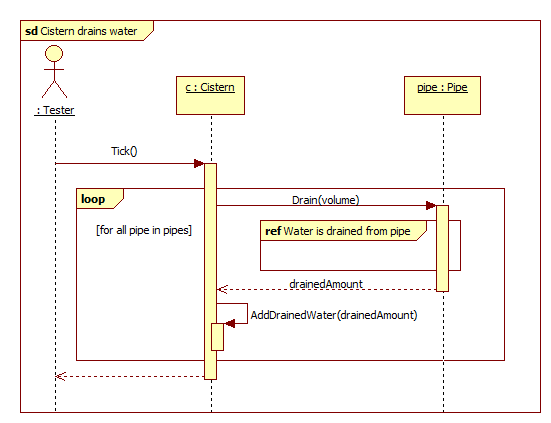 sd Cistern drains water
c : Cistern
pipe : Pipe
: Tester
Tick()
loop
Drain(volume)
[for all pipe in pipes]
ref Water is drained from pipe
drainedAmount
AddDrainedWater(drainedAmount)